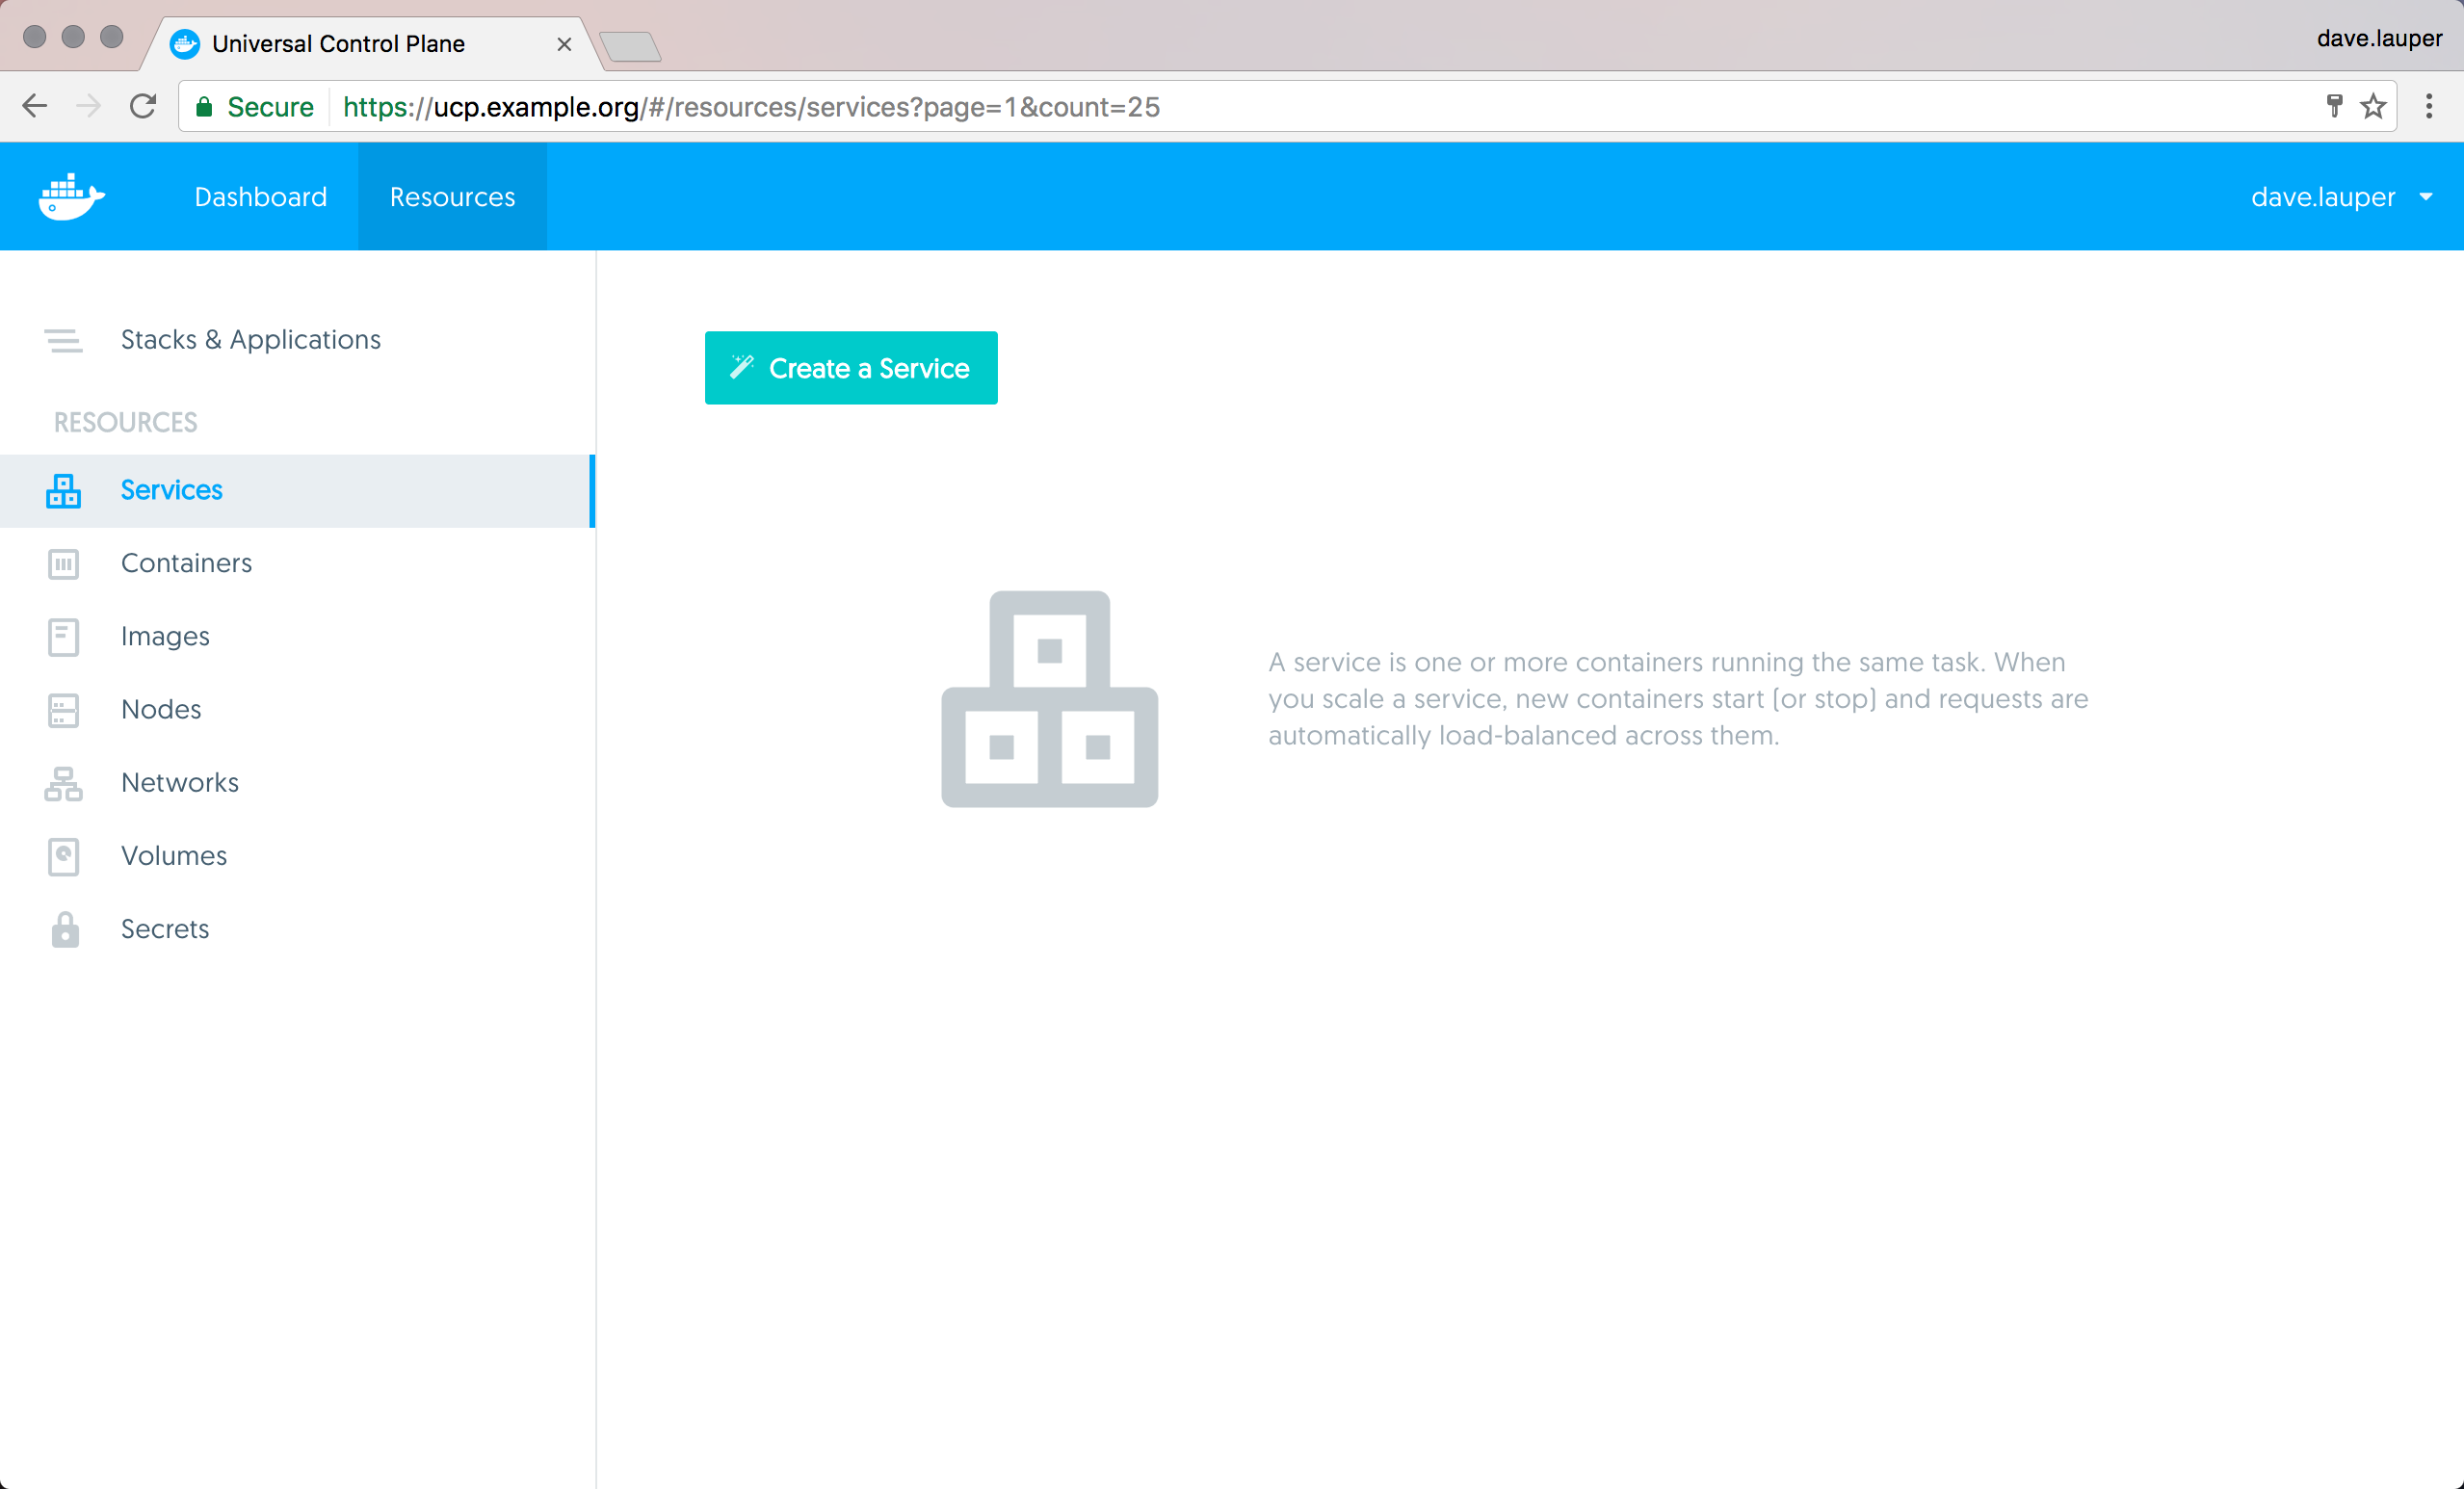 Universal Control Plane
dave.lauper
Secure https://ucp.example.org/#/resources/services?page=1&count=25
Dashboard
Resources
dave.lauper
Stacks & Applications
RESOURCES
Services
Containers
Images
Nodes
Networks
Volumes
Secrets
Create a Service
A service is one or more containers running the same task. When
you scale a service, new containers start (or stop) and requests are
automatically load-balanced across them.